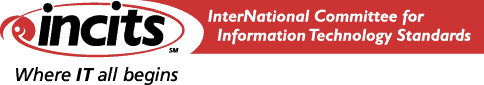 incits
SM
InterNational Committee for
Information Technology Standards
Where IT all begins